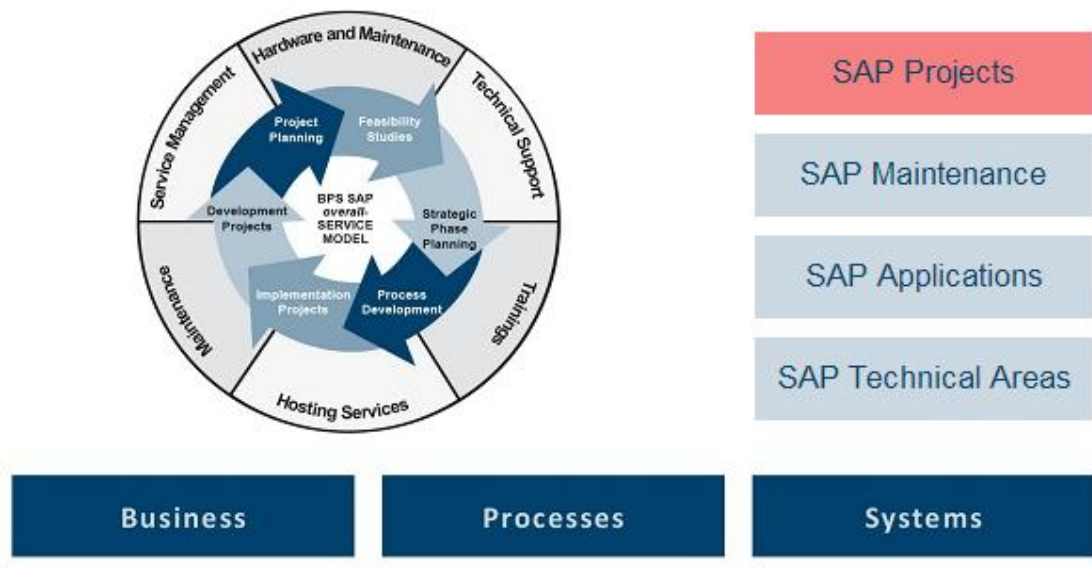 Hardware and Maintenance
Technical Support
Trainings
Hosting Services
Maintenance
Service Management
Project
Planning
Feasibility
Studies
Strategic
Phase
Planning
Process
Development
Implementation
Projects
Development
Projects
BPS SAP
overall-
SERVICE
MODEL
SAP Projects
SAP Maintenance
SAP Applications
SAP Technical Areas
Business
Processes
Systems